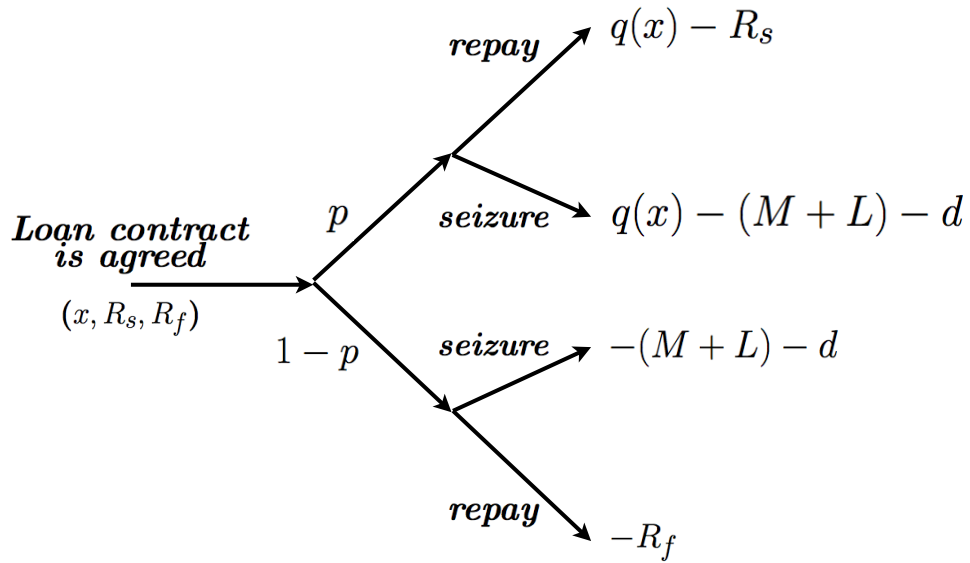 repay
q(x) − R_s
p
seizure
q(x) − (M + L) − d
Loan contract
is agreed
(x, R_s, R_f)
1 − p
seizure
−(M + L) − d
repay
−R_f